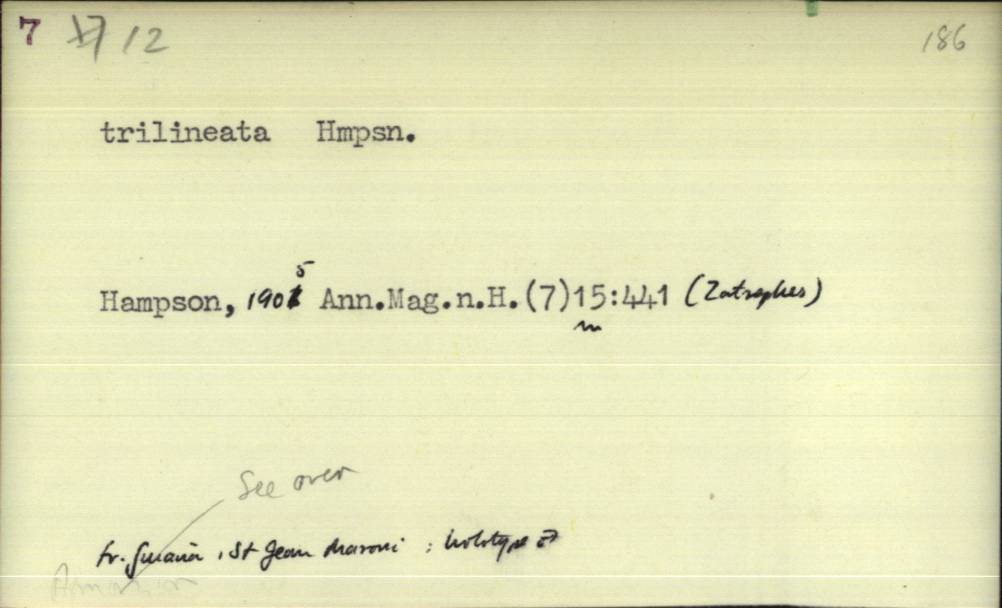 7 17 12 186
trilineata Hmpsn.
Hampson, 1905 Ann.Mag.n.H.(7)15:441 (Zatrephes)
See over
Fr. Guiana, St Jean Maroni : holotype ♂